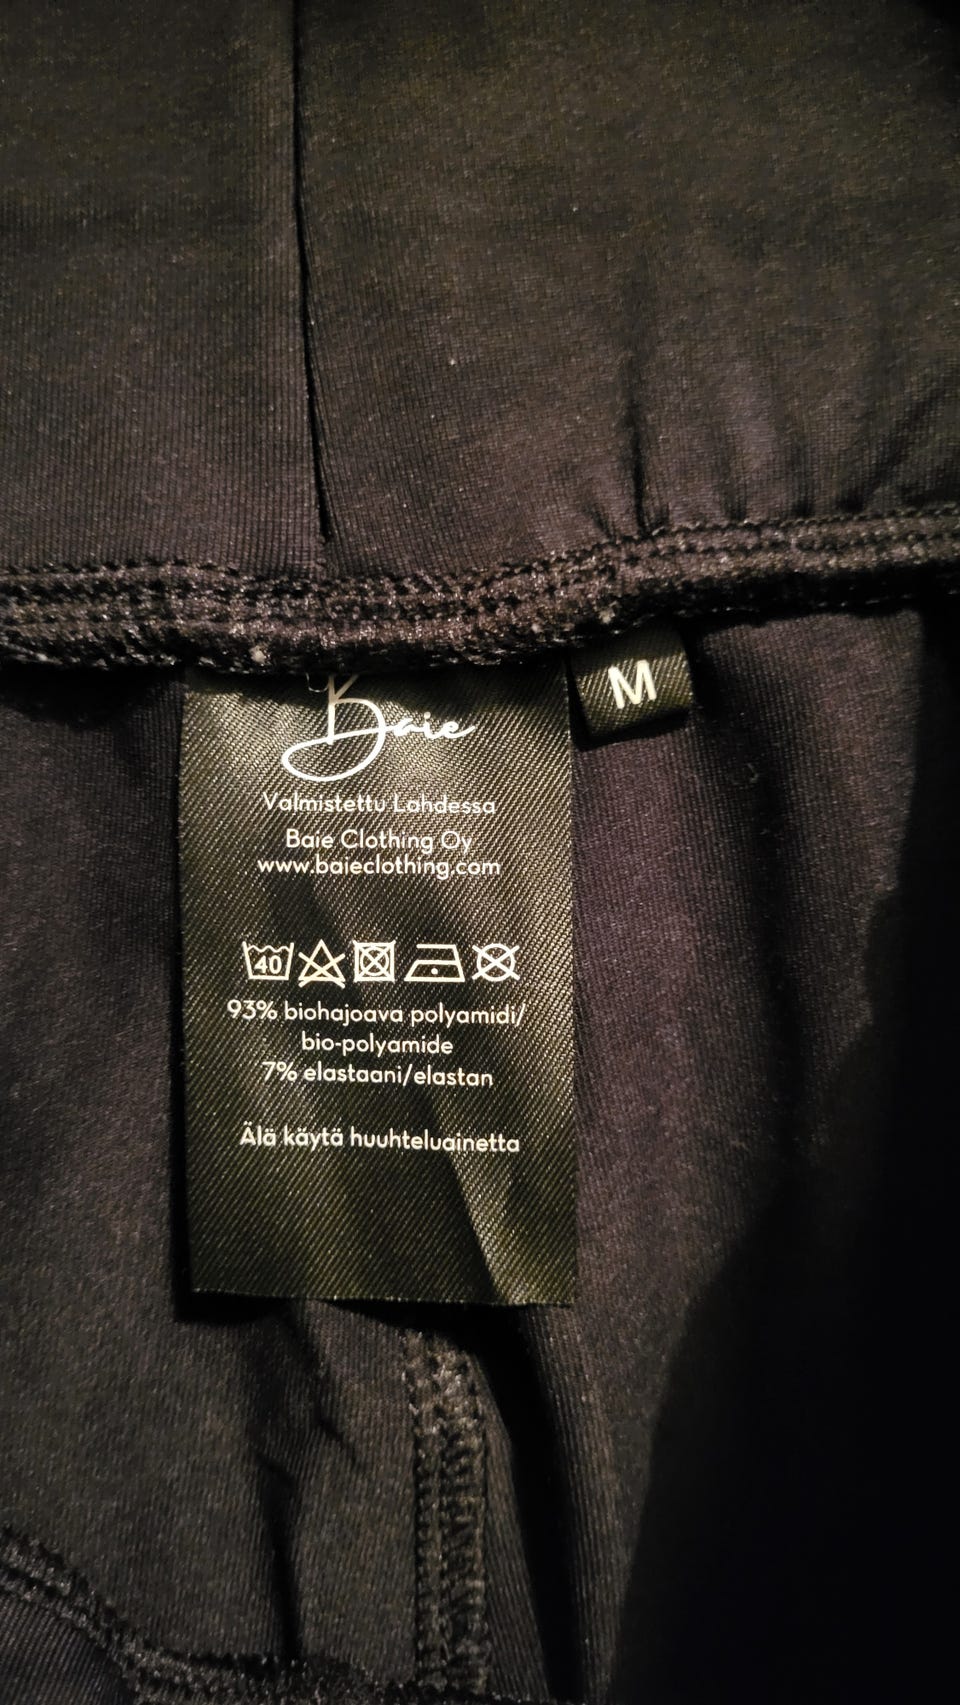 Baie
M
Valmistettu Lahdessa
Baie Clothing Oy
www.baieclothing.com
40
93% biohajoava polyamidi/
bio-polyamide
7% elastaani/elastan
Älä käytä huuhteluainetta